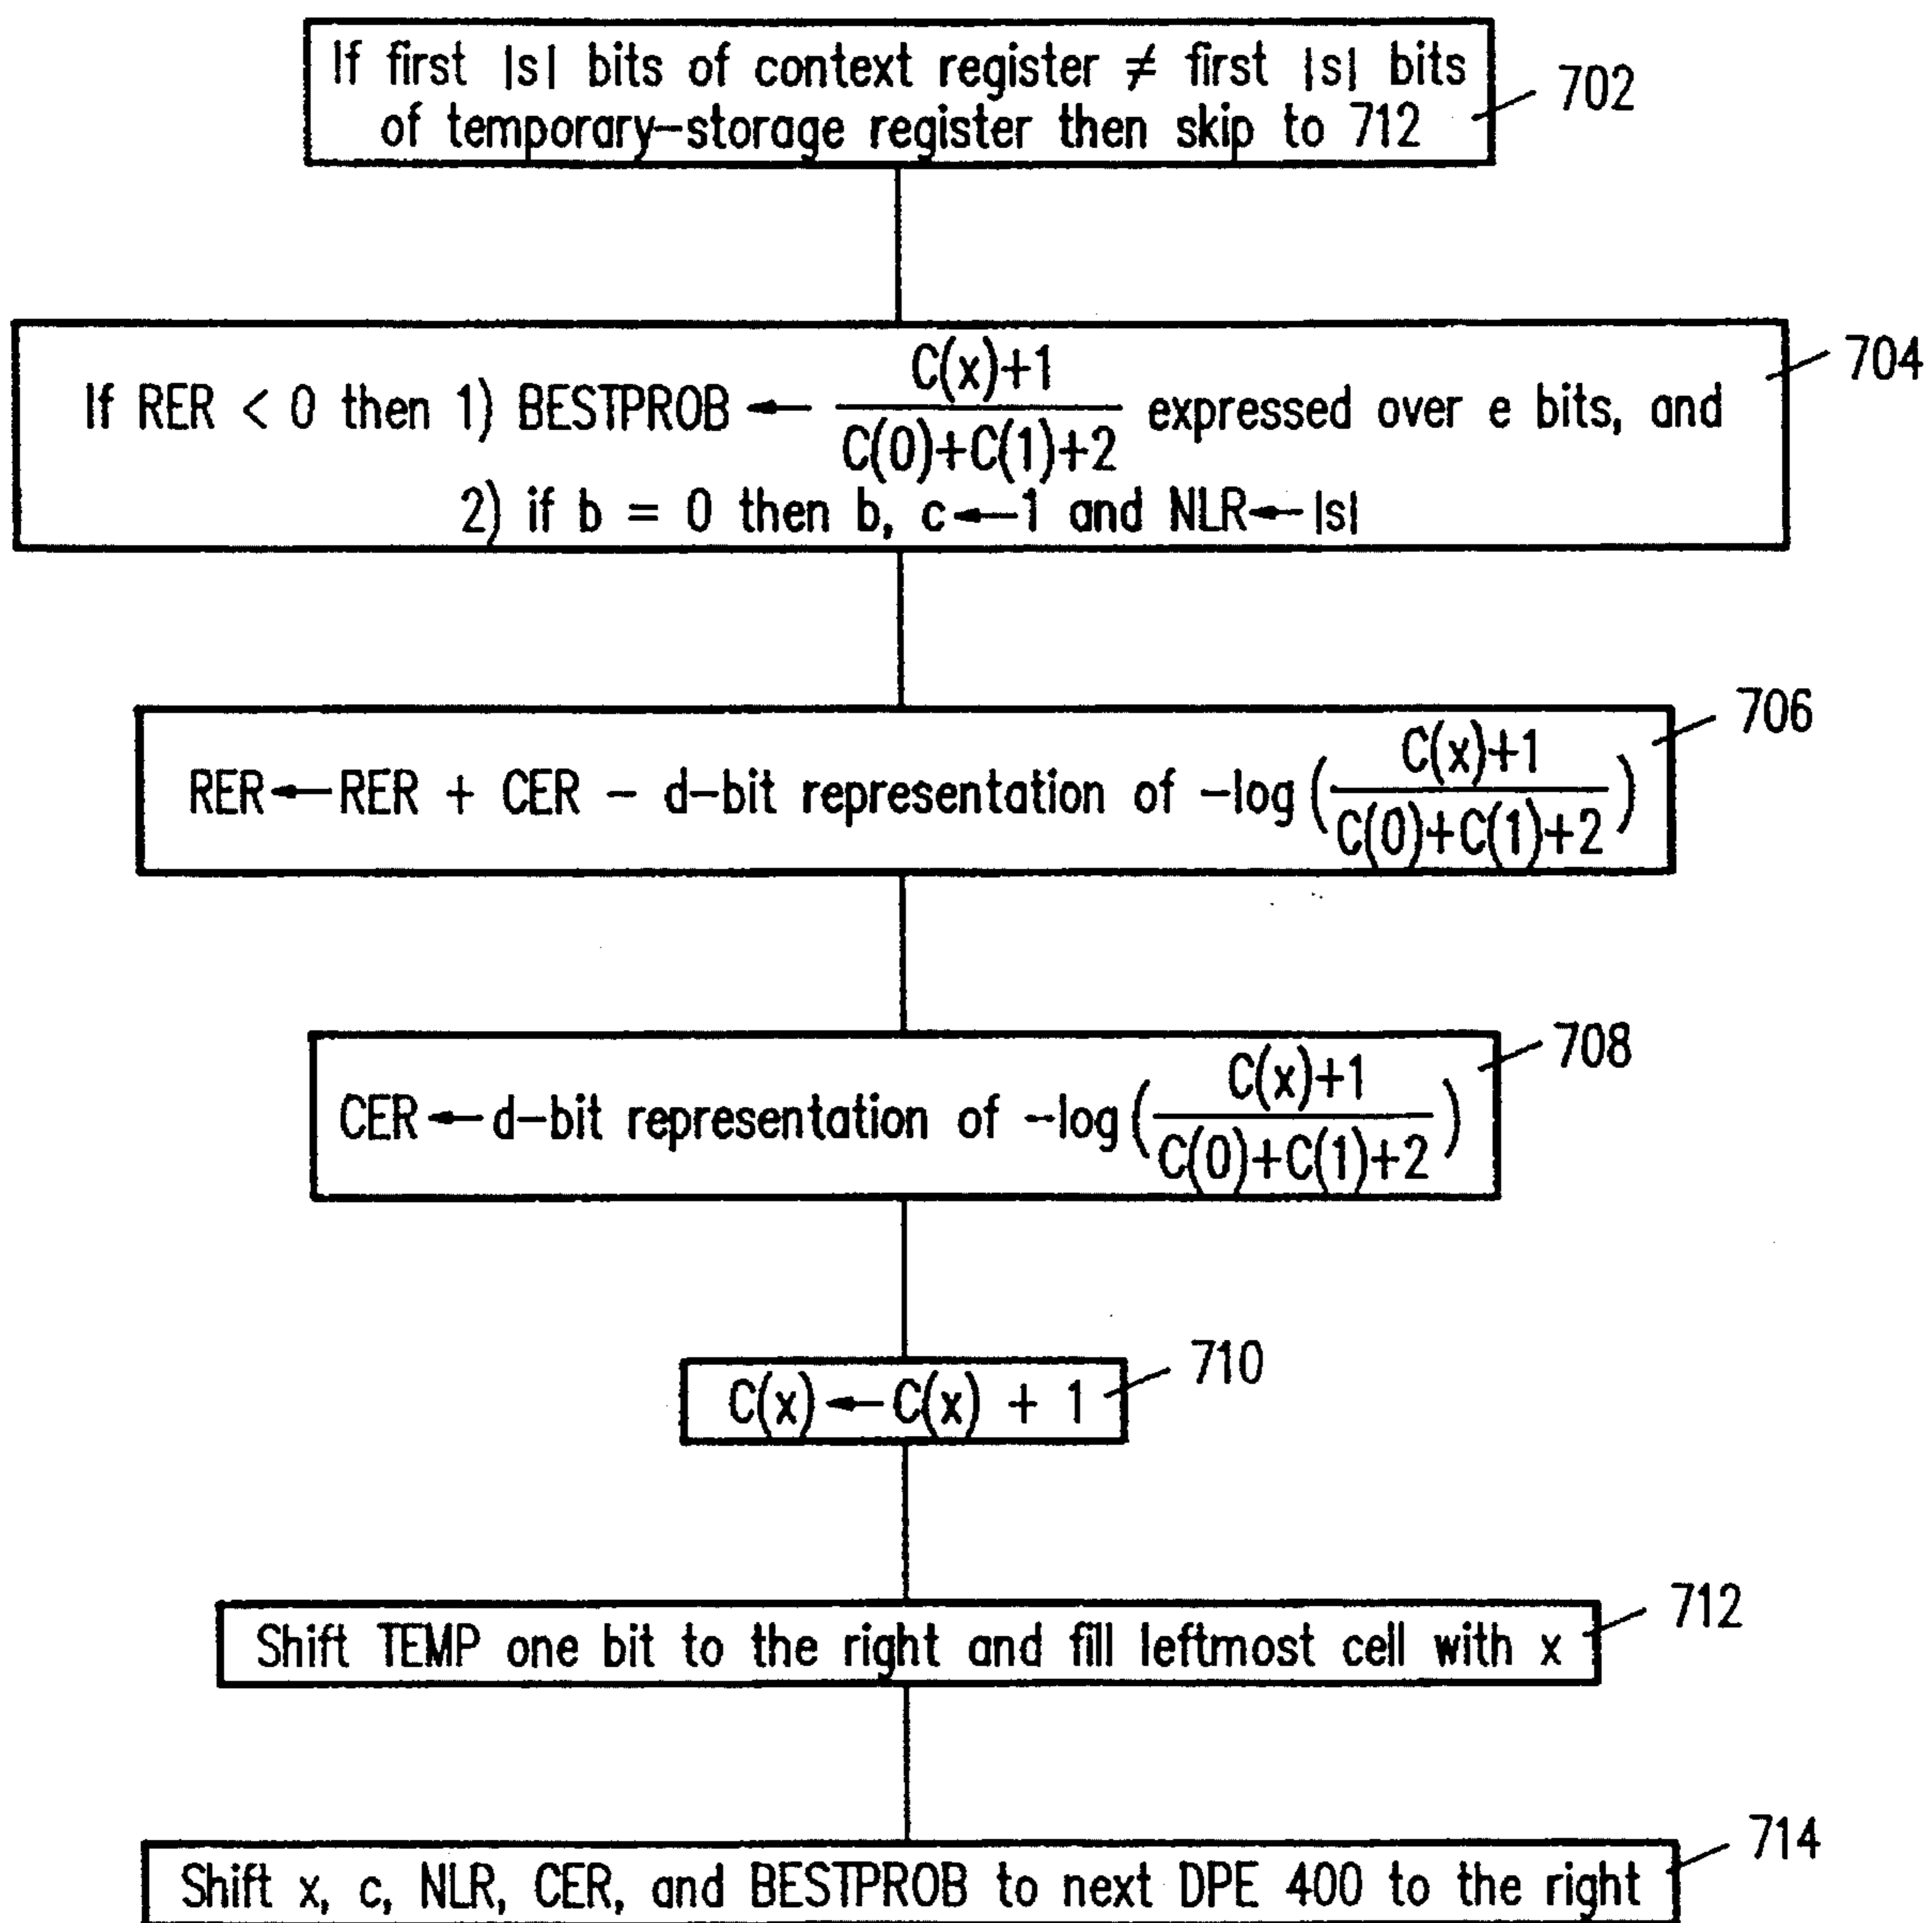 If first |s| bits of context register ≠ first |s| bits
of temporary-storage register then skip to 712
702
If RER < 0 then 1) BESTPROB ← C(x)+1 / C(0)+C(1)+2 expressed over e bits, and
2) if b = 0 then b, c←1 and NLR←|s|
704
RER←RER + CER – d-bit representation of -log(C(x)+1 / C(0)+C(1)+2)
706
CER←d-bit representation of -log(C(x)+1 / C(0)+C(1)+2)
708
C(x)←C(x) + 1
710
Shift TEMP one bit to the right and fill leftmost cell with x
712
Shift x, c, NLR, CER, and BESTPROB to next DPE 400 to the right
714